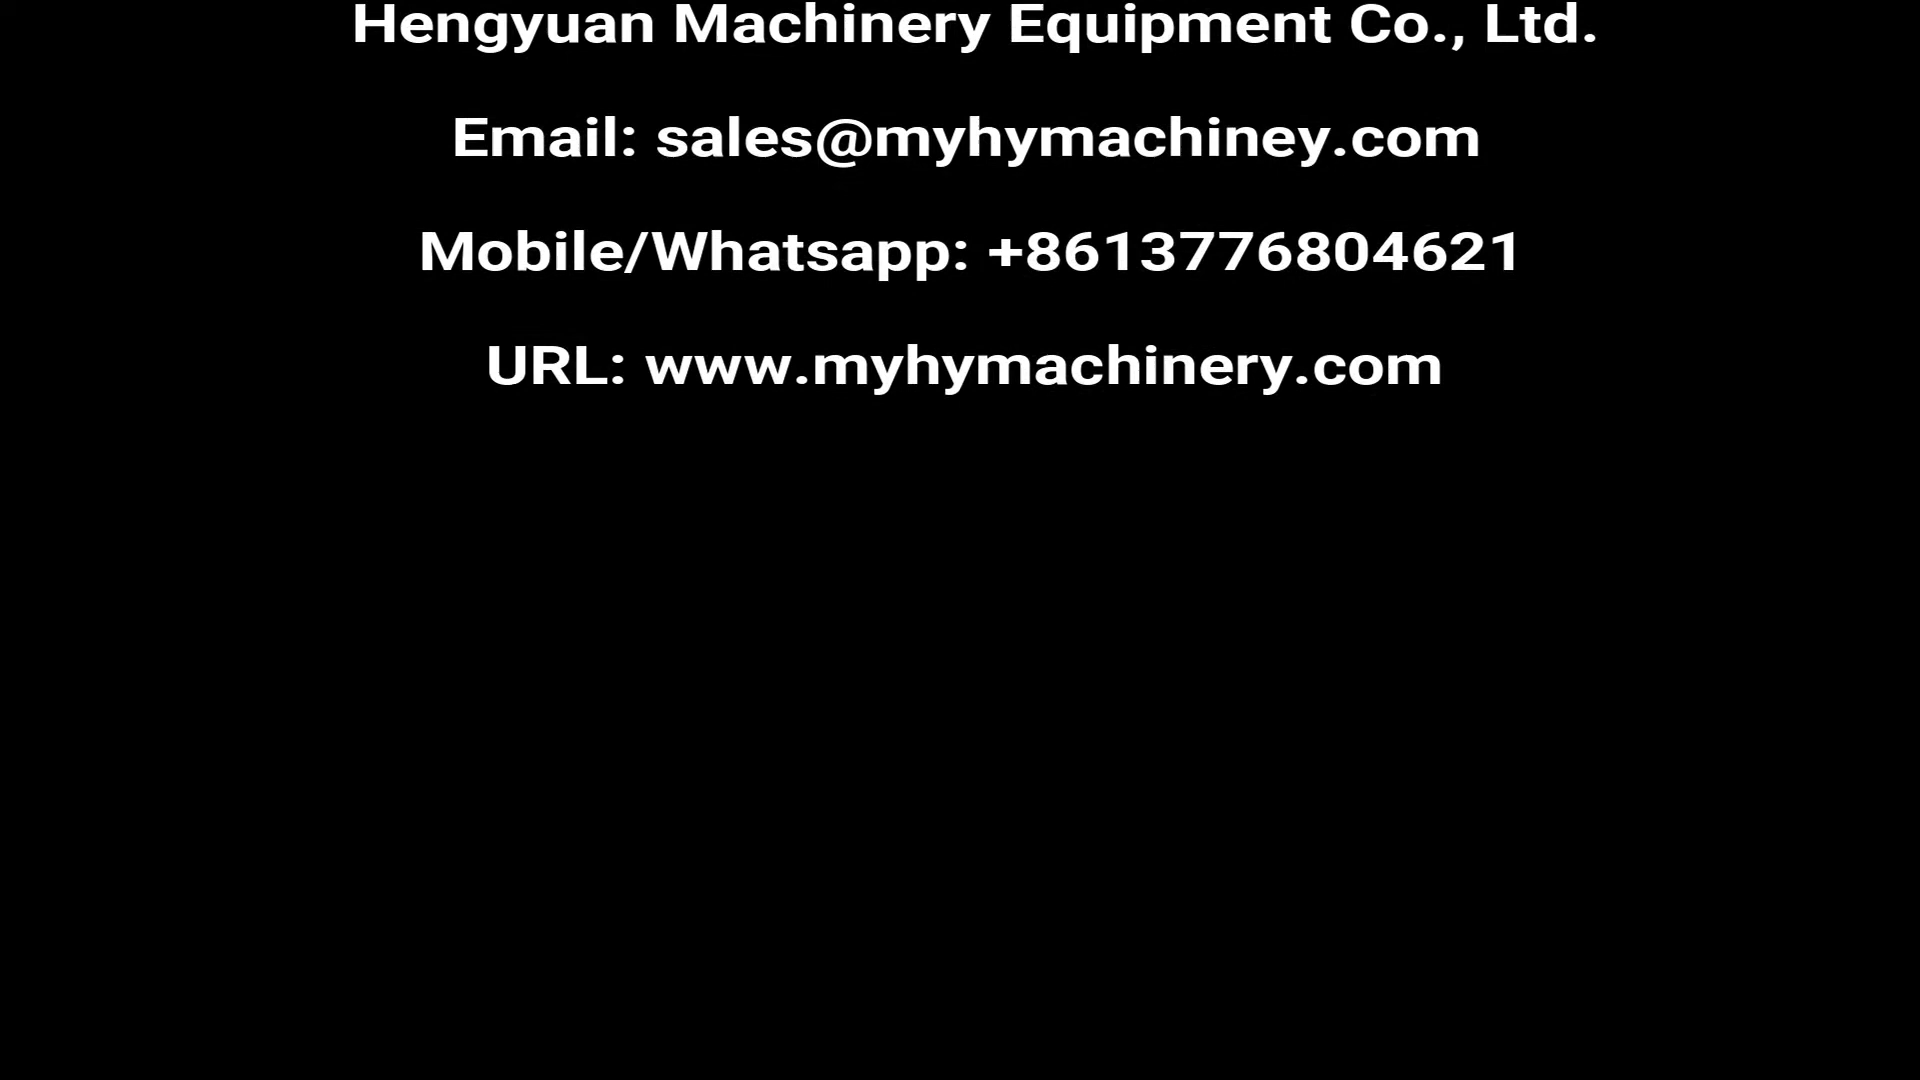 Hengyuan Machinery Equipment Co., Ltd.
Email: sales@myhymachiney.com
Mobile/Whatsapp: +8613776804621
URL: www.myhymachinery.com